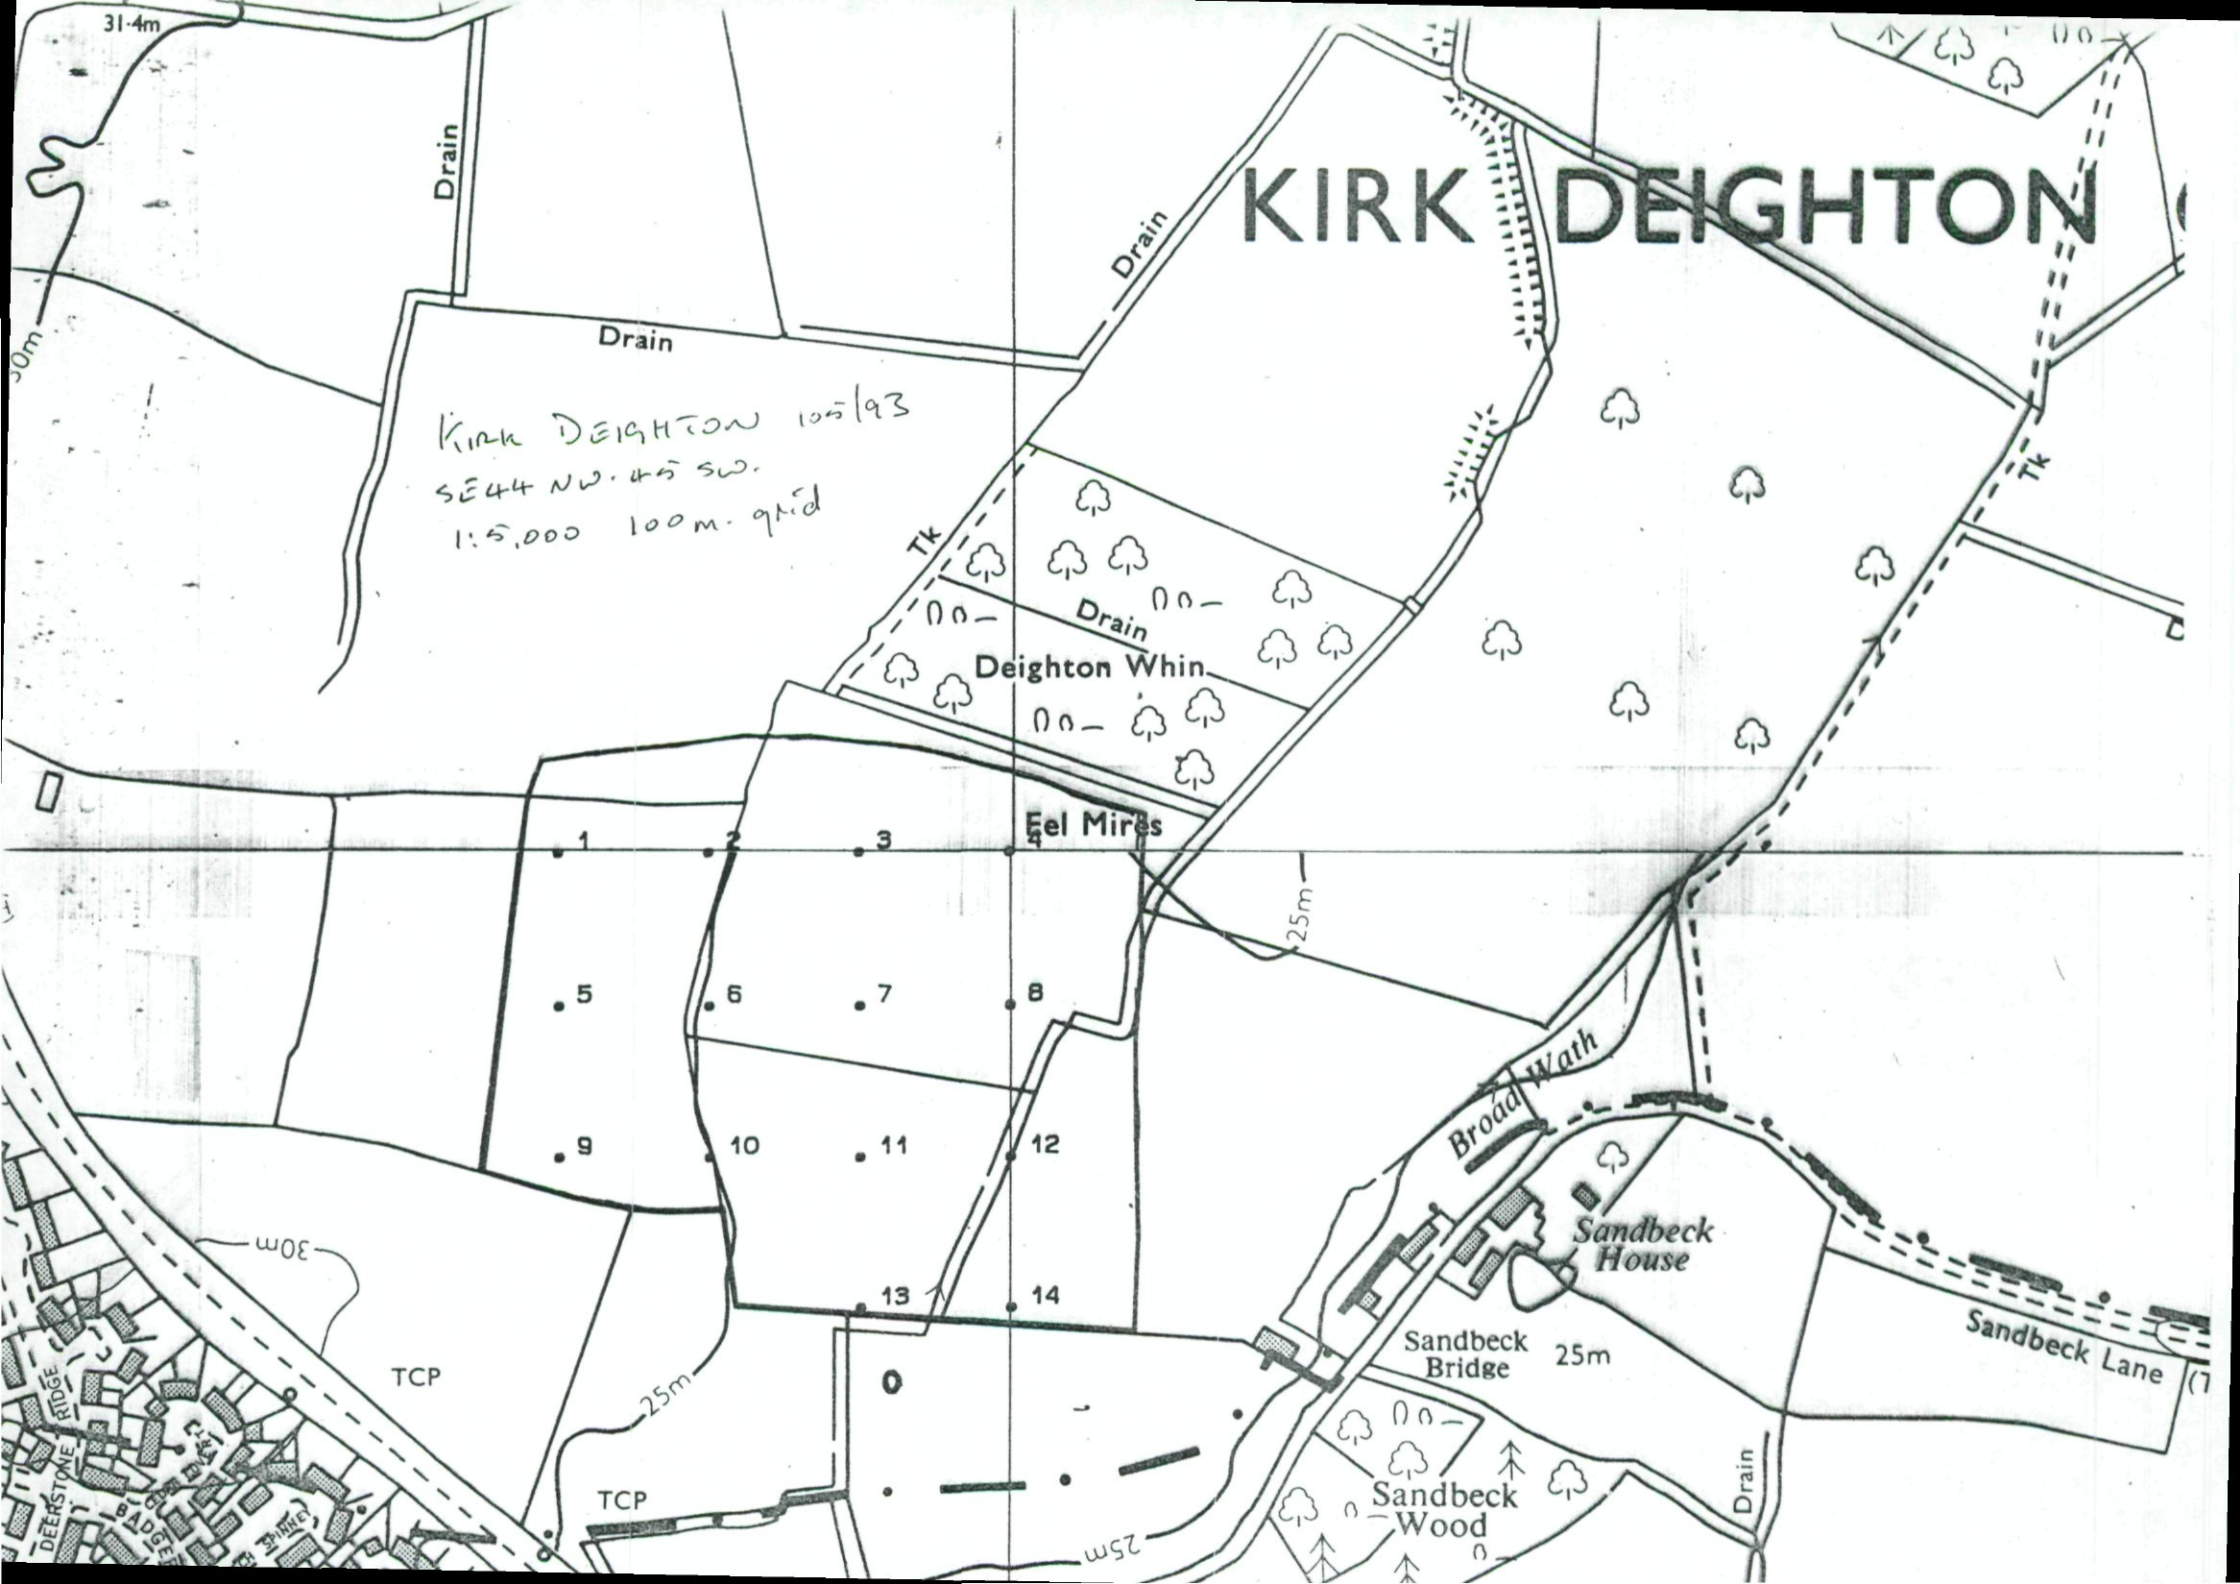 31·4m
Drain
KIRK DEIGHTON
Drain
Drain
30m
KIRK DEIGHTON 105/93
SE44 NW. 45 SW.
1:5,000 100m. grid
Tk
Tk
Drain
Deighton Whin
Eel Mires
1
2
3
4
25m
5
6
7
8
Broad Wath
9
10
11
12
Sandbeck
House
30m
13
14
Sandbeck
Bridge
25m
Sandbeck Lane
TCP
25m
Drain
TCP
Sandbeck
Wood
25m
DEERSTONE RIDGE
SPINNEY